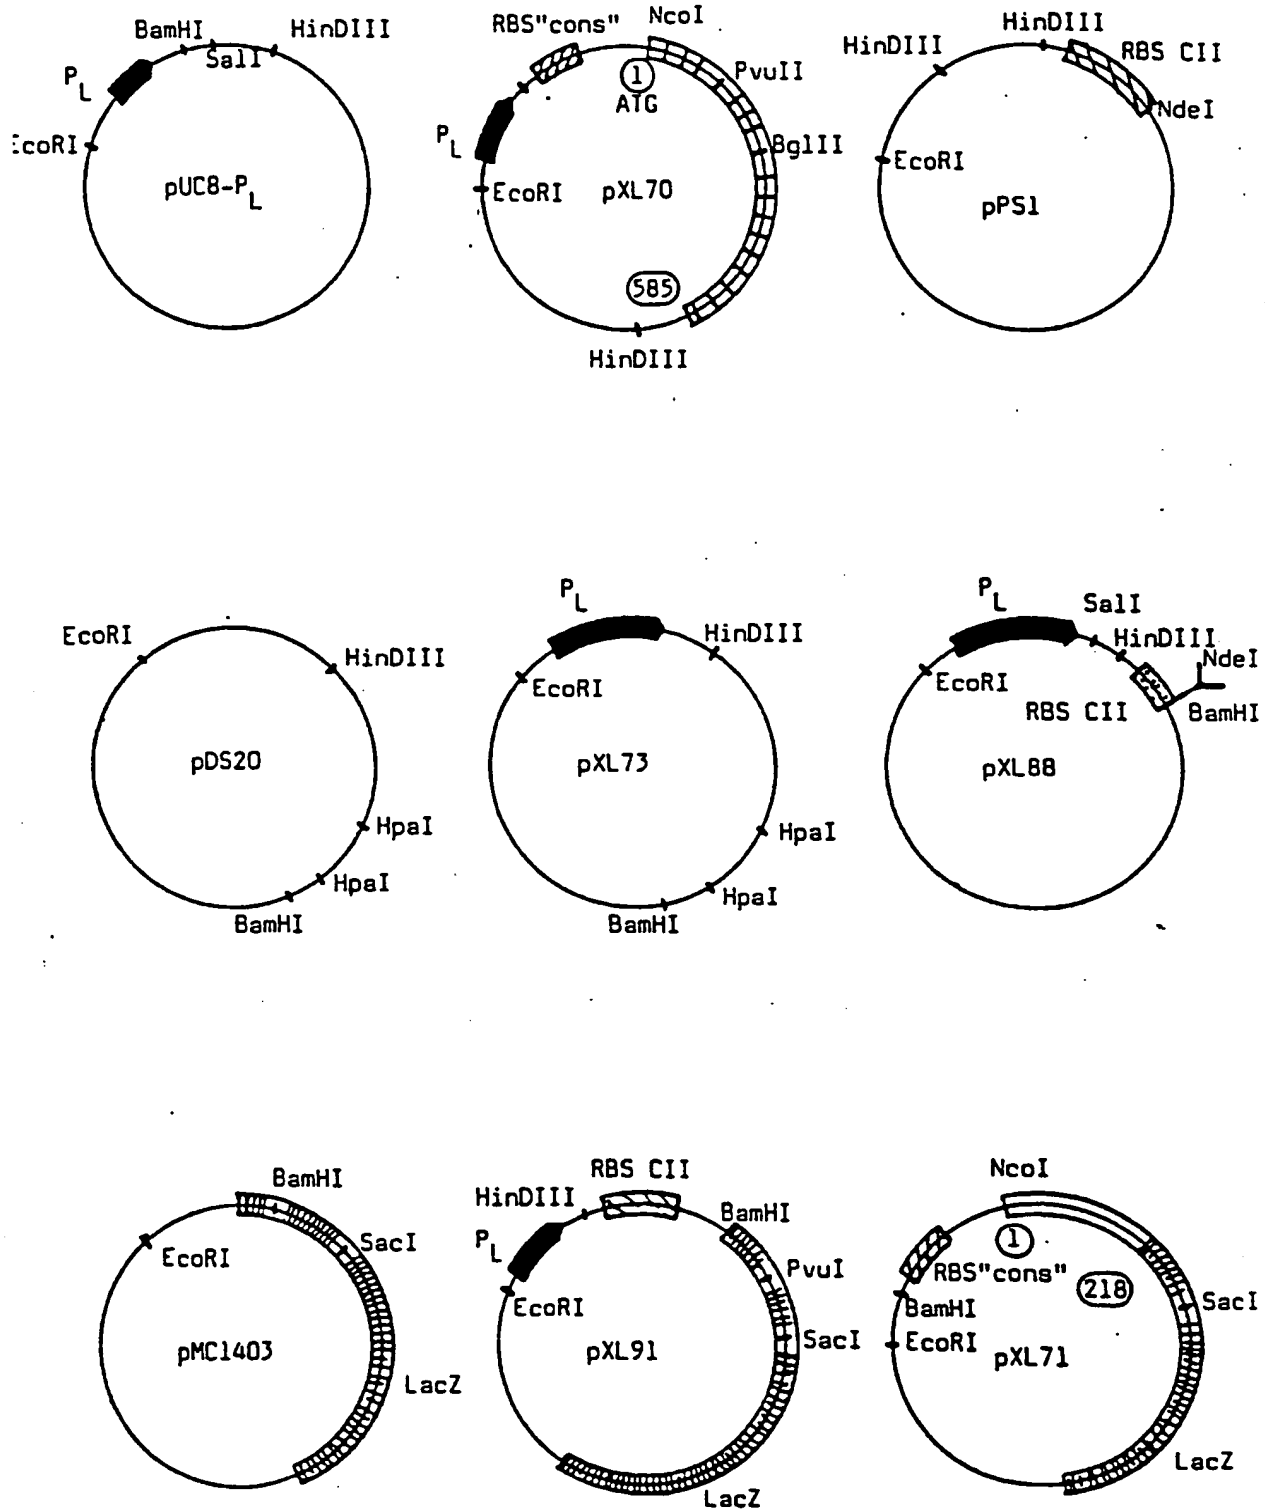 BamHI
HinDIII
SalI
P
L
EcoRI
pUC8-P
L
RBS"cons"
NcoI
1
ATG
PvuII
P
L
BglII
EcoRI
pXL70
585
HinDIII
HinDIII
HinDIII
RBS CII
NdeI
EcoRI
pPS1
EcoRI
HinDIII
pDS20
HpaI
HpaI
BamHI
P
L
HinDIII
EcoRI
pXL73
HpaI
HpaI
BamHI
P
L
SalI
HinDIII
NdeI
EcoRI
RBS CII
BamHI
pXL88
BamHI
EcoRI
SacI
pMC1403
LacZ
RBS CII
HinDIII
BamHI
P
L
PvuI
EcoRI
SacI
pXL91
LacZ
NcoI
1
RBS"cons"
218
BamHI
SacI
EcoRI
pXL71
LacZ